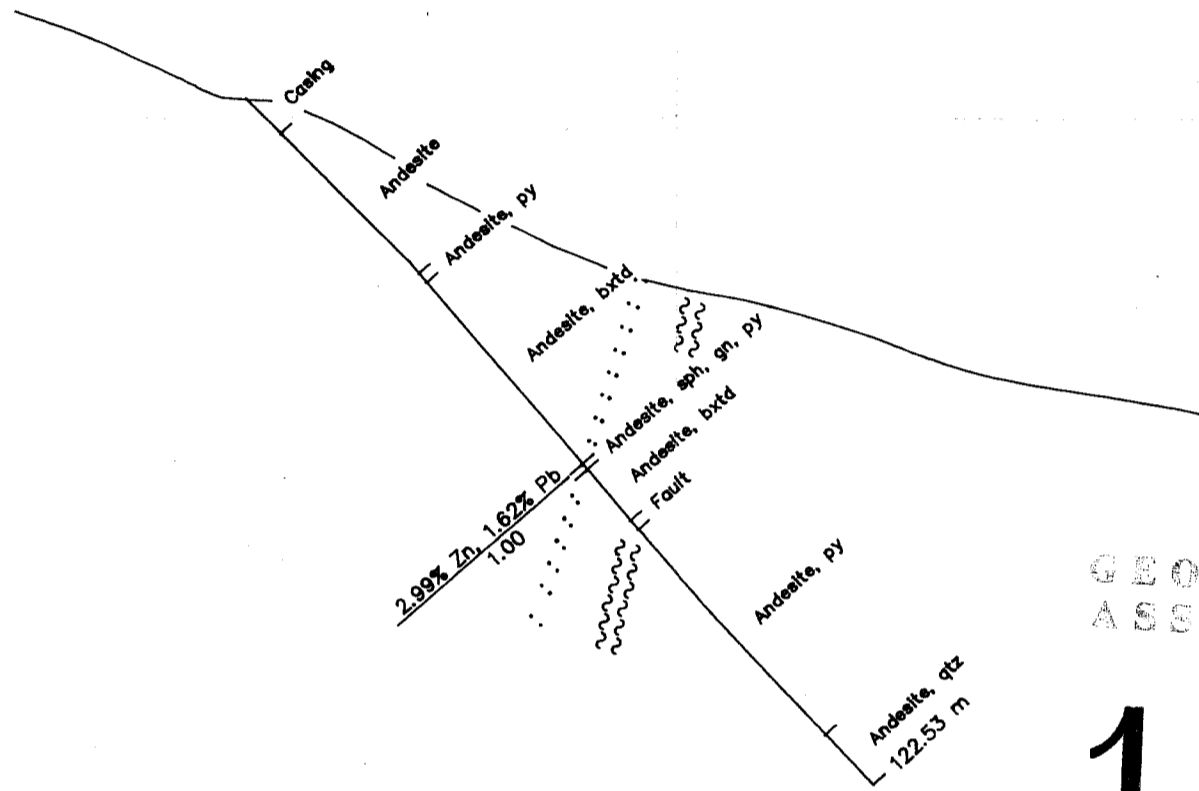 Casing
Andesite
Andesite, py
Andesite, bxtd
Andesite, sph, gn, py
Andesite, bxtd
Fault
2.99% Zn, 1.62% Pb
1.00
Andesite, py
Andesite, qtz
122.53 m
GEO
ASS
1